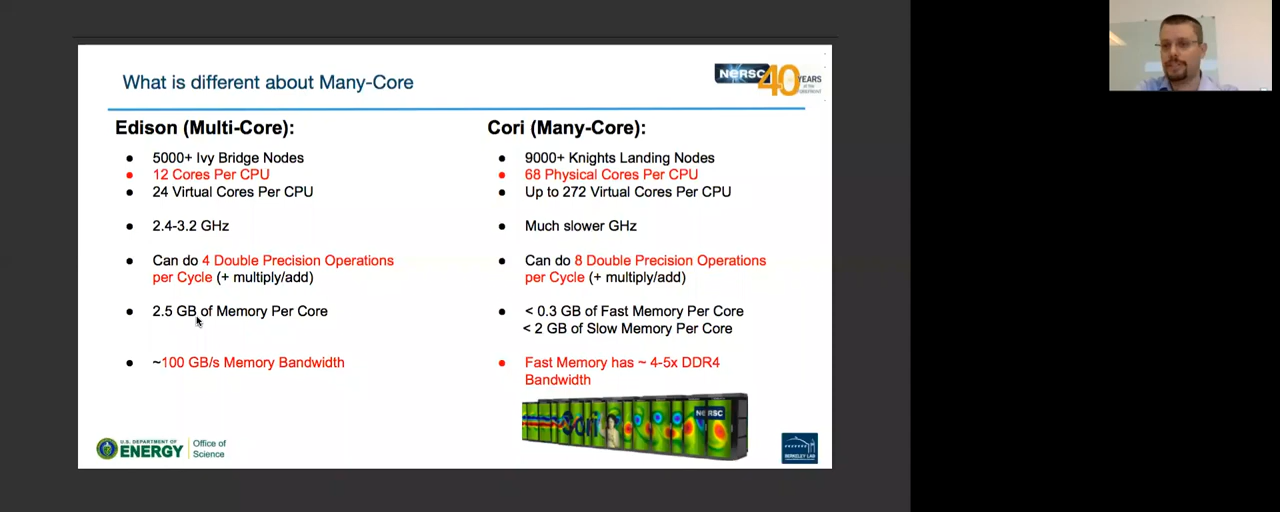 What is different about Many-Core
NERSC 40 YEARS
Edison (Multi-Core):
5000+ Ivy Bridge Nodes
12 Cores Per CPU
24 Virtual Cores Per CPU
2.4-3.2 GHz
Can do 4 Double Precision Operations
per Cycle (+ multiply/add)
2.5 GB of Memory Per Core
~100 GB/s Memory Bandwidth
Cori (Many-Core):
9000+ Knights Landing Nodes
68 Physical Cores Per CPU
Up to 272 Virtual Cores Per CPU
Much slower GHz
Can do 8 Double Precision Operations
per Cycle (+ multiply/add)
< 0.3 GB of Fast Memory Per Core
< 2 GB of Slow Memory Per Core
Fast Memory has ~ 4-5x DDR4
Bandwidth
Cori
NERSC
U.S. DEPARTMENT OF
ENERGY
Office of
Science
BERKELEY LAB